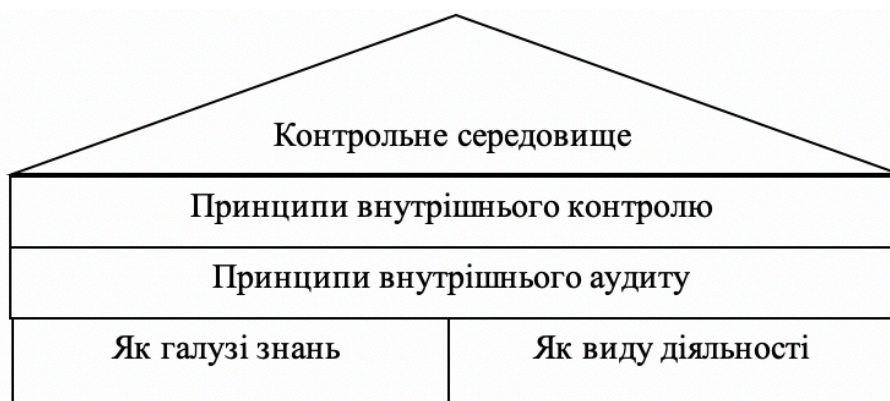 Контрольне середовище
Принципи внутрішнього контролю
Принципи внутрішнього аудиту
Як галузі знань
Як виду діяльності